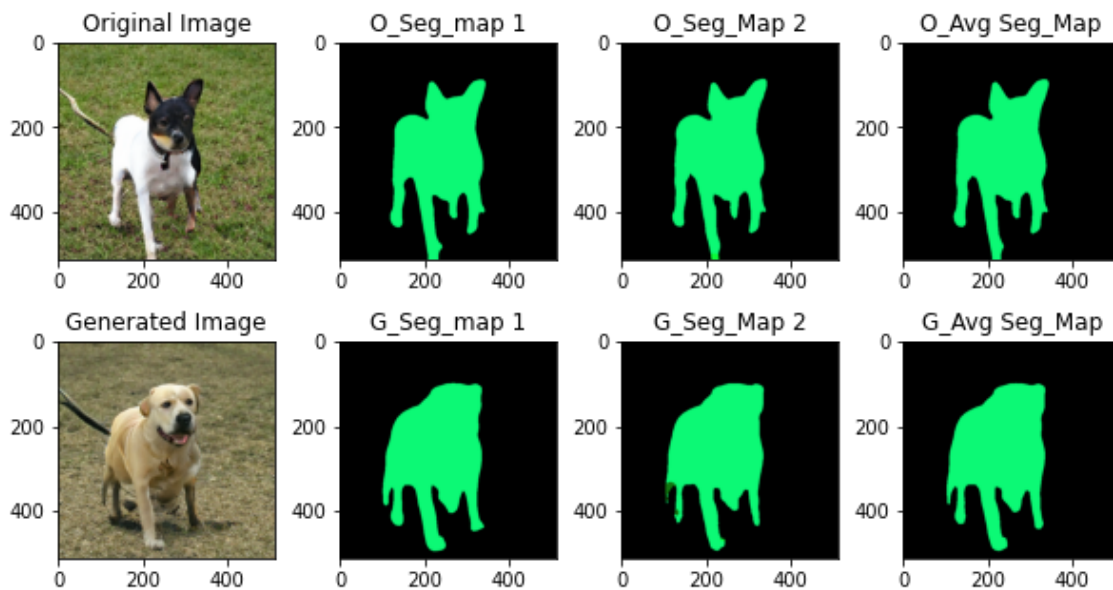 Original Image O_Seg_map 1 O_Seg_Map 2 O_Avg Seg_Map
0 0 0 0
200 200 200 200
400 400 400 400
0 200 400 0 200 400 0 200 400 0 200 400
Generated Image G_Seg_map 1 G_Seg_Map 2 G_Avg Seg_Map
0 0 0 0
200 200 200 200
400 400 400 400
0 200 400 0 200 400 0 200 400 0 200 400